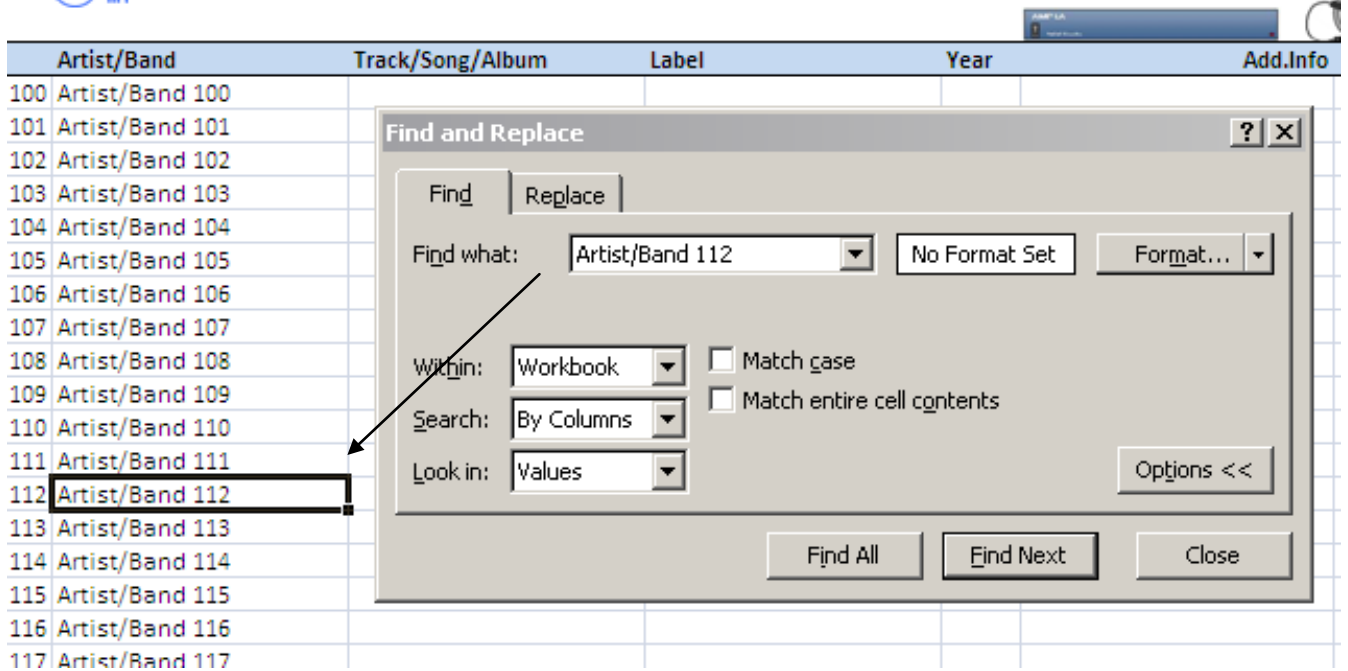 Artist/Band Track/Song/Album Label Year Add.Info
100 Artist/Band 100
101 Artist/Band 101
102 Artist/Band 102
103 Artist/Band 103
104 Artist/Band 104
105 Artist/Band 105
106 Artist/Band 106
107 Artist/Band 107
108 Artist/Band 108
109 Artist/Band 109
110 Artist/Band 110
111 Artist/Band 111
112 Artist/Band 112
113 Artist/Band 113
114 Artist/Band 114
115 Artist/Band 115
116 Artist/Band 116
117 Artist/Band 117
Find and Replace
Find Replace
Find what: Artist/Band 112 No Format Set Format...
Within: Workbook Match case
Match entire cell contents
Search: By Columns
Look in: Values Options <<
Find All Find Next Close